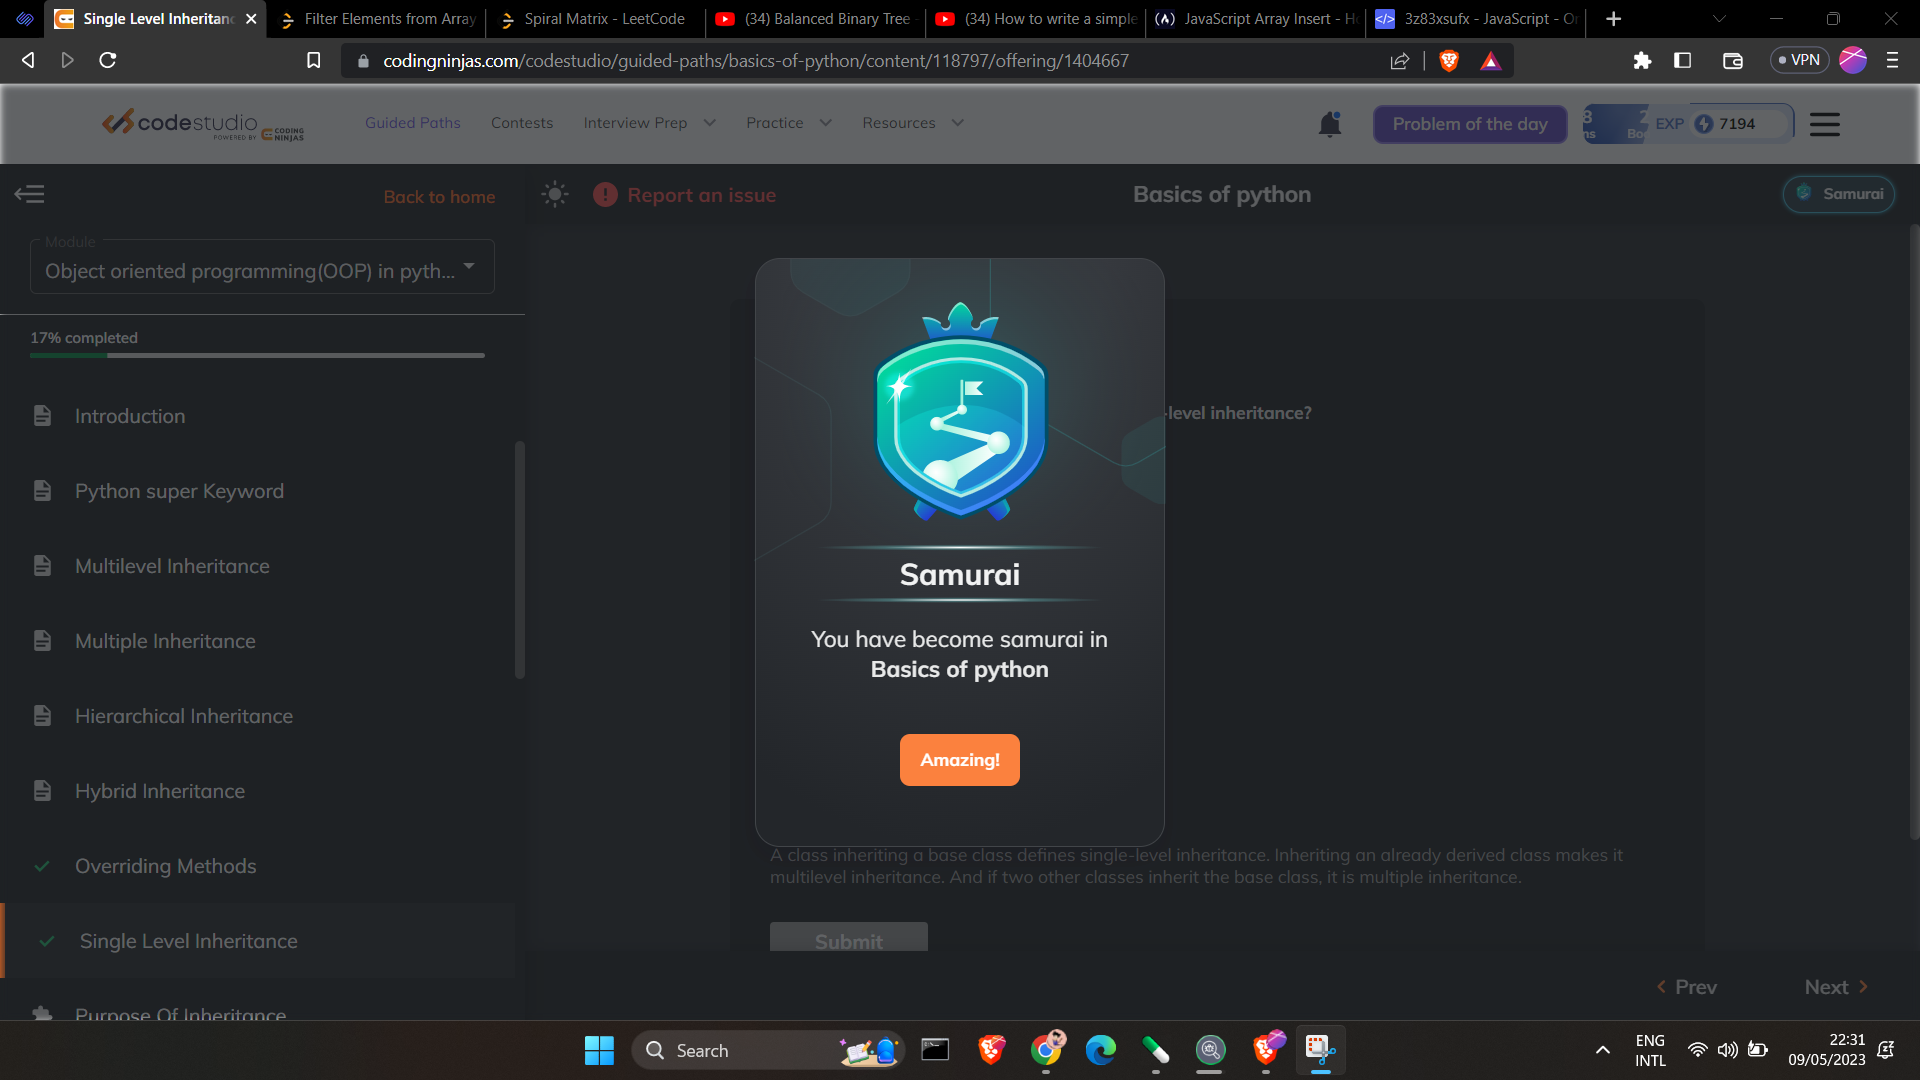 Single Level Inheritanc
Filter Elements from Array
Spiral Matrix - LeetCode
(34) Balanced Binary Tree -
(34) How to write a simple
JavaScript Array Insert - Ho
3z83xsufx - JavaScript - On
codingninjas.com/codestudio/guided-paths/basics-of-python/content/118797/offering/1404667
VPN
codestudio
POWERED BY CODING NINJAS
Guided Paths
Contests
Interview Prep
Practice
Resources
Problem of the day
EXP
7194
Back to home
Report an issue
Basics of python
Samurai
Module
Object oriented programming(OOP) in pyth...
17% completed
Introduction
Python super Keyword
Multilevel Inheritance
Multiple Inheritance
Hierarchical Inheritance
Hybrid Inheritance
Overriding Methods
Single Level Inheritance
Purpose Of Inheritance
-level inheritance?
Samurai
You have become samurai in
Basics of python
Amazing!
A class inheriting a base class defines single-level inheritance. Inheriting an already derived class makes it
multilevel inheritance. And if two other classes inherit the base class, it is multiple inheritance.
Submit
Prev
Next
Search
ENG
INTL
22:31
09/05/2023